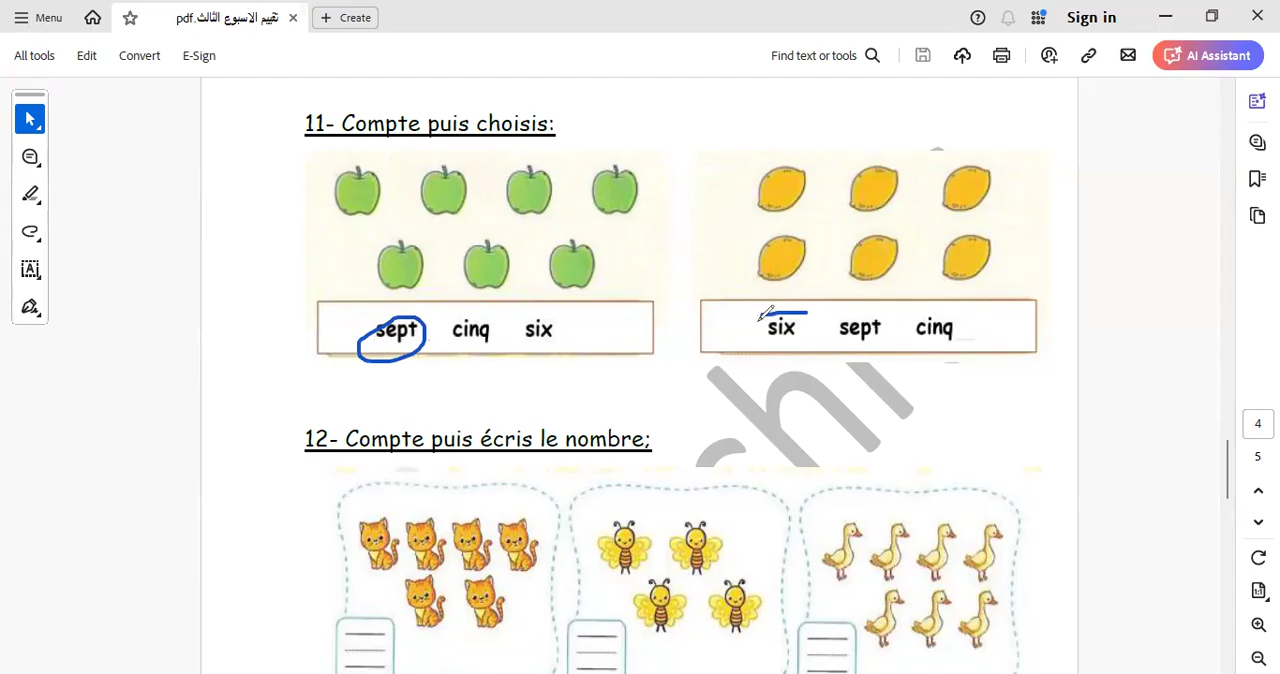 Menu
تقييم الاسبوع الثالث.pdf
Create
Sign in
All tools Edit Convert E-Sign
Find text or tools
AI Assistant
11- Compte puis choisis:
sept cinq six
six sept cinq
12- Compte puis écris le nombre;
4
5